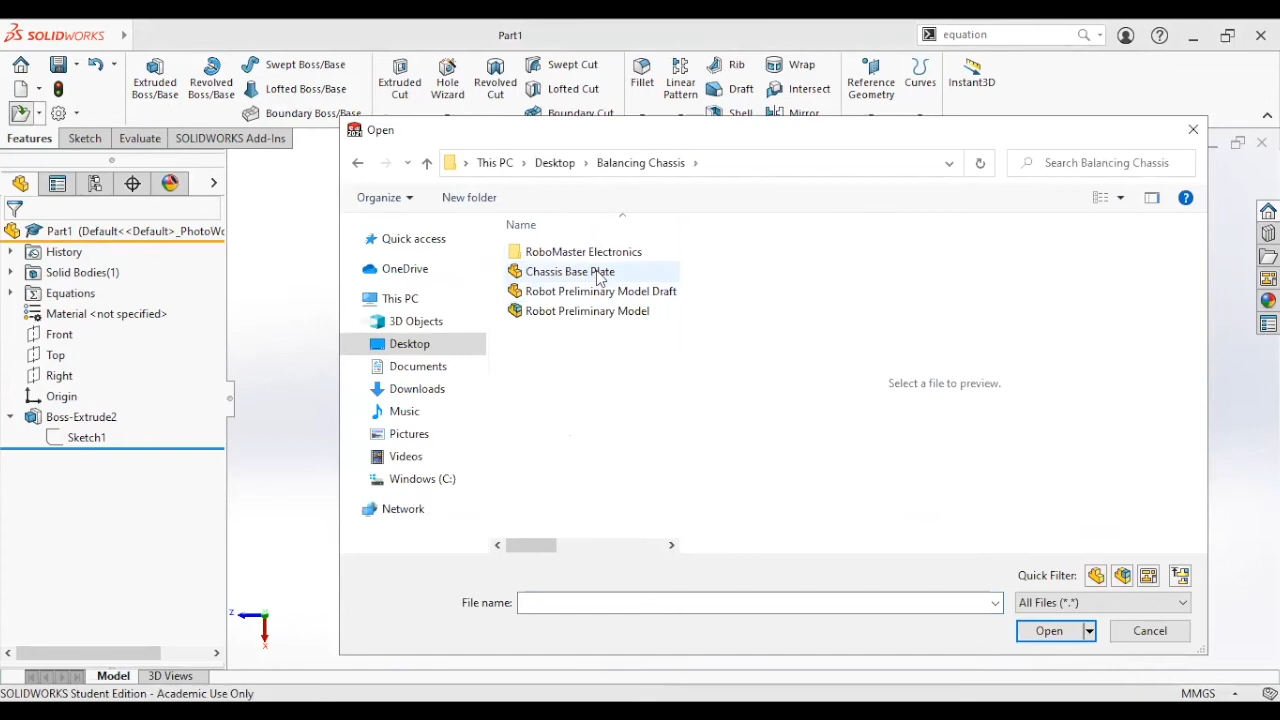 SOLIDWORKS
Part1
equation
Extruded Boss/Base
Revolved Boss/Base
Swept Boss/Base
Lofted Boss/Base
Boundary Boss/Base
Extruded Cut
Hole Wizard
Revolved Cut
Swept Cut
Lofted Cut
Boundary Cut
Fillet
Linear Pattern
Rib
Draft
Shell
Wrap
Intersect
Mirror
Reference Geometry
Curves
Instant3D
Features
Sketch
Evaluate
SOLIDWORKS Add-Ins
Part1 (Default<<Default>_PhotoWo
History
Solid Bodies(1)
Equations
Material <not specified>
Front
Top
Right
Origin
Boss-Extrude2
Sketch1
Open
This PC
Desktop
Balancing Chassis
Search Balancing Chassis
Organize
New folder
Quick access
OneDrive
This PC
3D Objects
Desktop
Documents
Downloads
Music
Pictures
Videos
Windows (C:)
Network
Name
RoboMaster Electronics
Chassis Base Plate
Robot Preliminary Model Draft
Robot Preliminary Model
Select a file to preview.
Quick Filter:
File name:
All Files (*.*)
Open
Cancel
Z
X
Model
3D Views
SOLIDWORKS Student Edition - Academic Use Only
MMGS